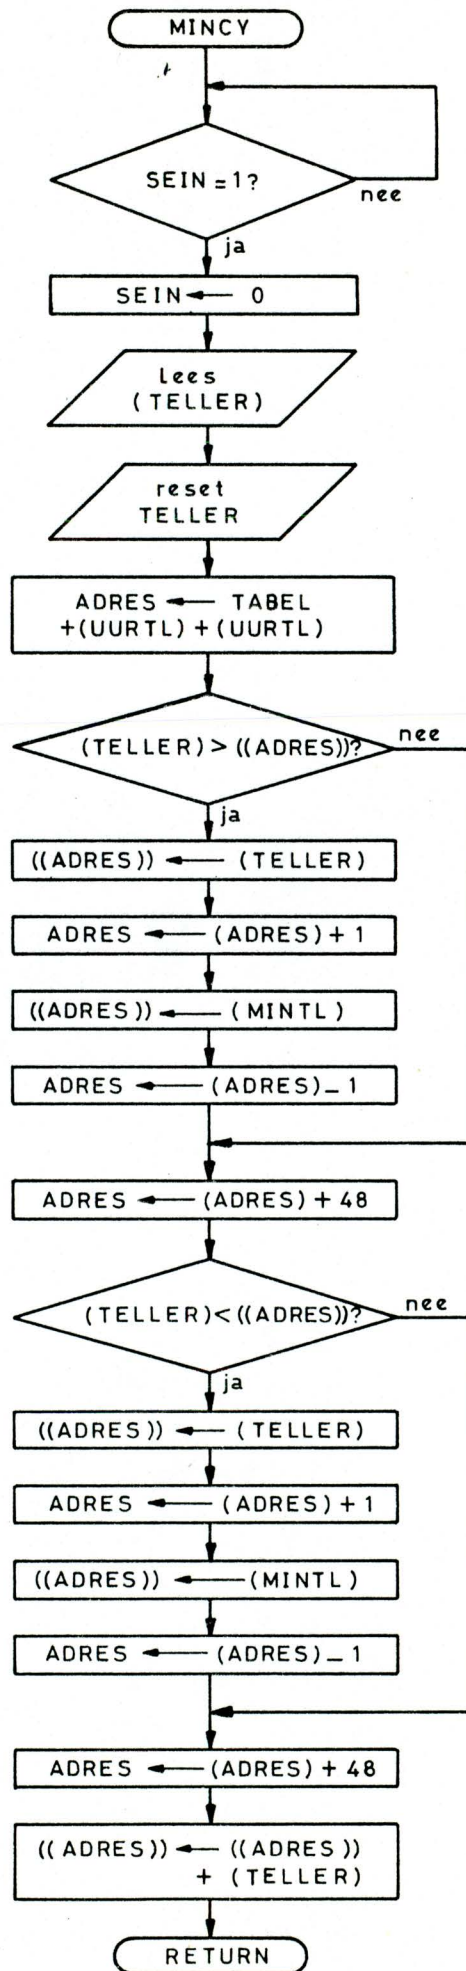 MINCY
SEIN = 1?
nee
ja
SEIN ← 0
Lees
(TELLER)
reset
TELLER
ADRES ← TABEL
+(UURTL) + (UURTL)
(TELLER) > ((ADRES))?
nee
ja
((ADRES)) ← (TELLER)
ADRES ← (ADRES) + 1
((ADRES)) ← (MINTL)
ADRES ← (ADRES) – 1
ADRES ← (ADRES) + 48
(TELLER) < ((ADRES))?
nee
ja
((ADRES)) ← (TELLER)
ADRES ← (ADRES) + 1
((ADRES)) ← (MINTL)
ADRES ← (ADRES) – 1
ADRES ← (ADRES) + 48
((ADRES)) ← ((ADRES))
+ (TELLER)
RETURN